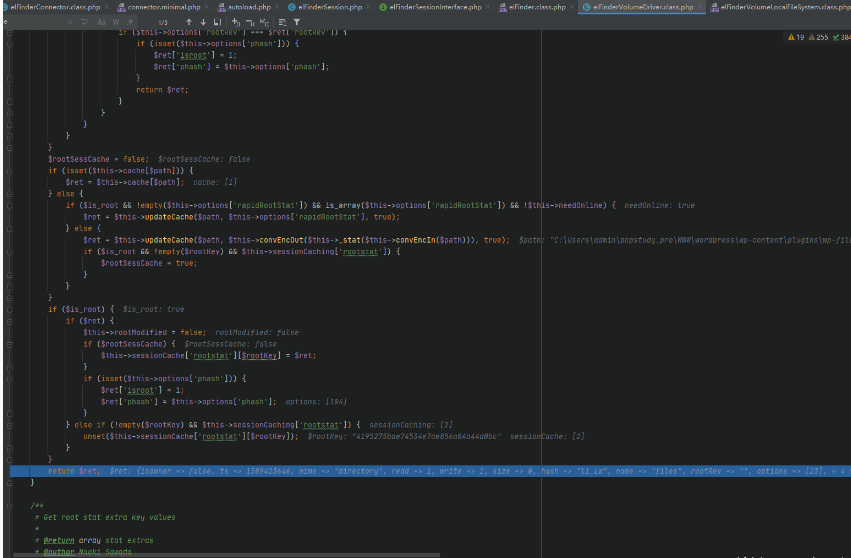 elFinderConnector.class.php × connector.minimal.php × autoload.php × elFinderSession.php × elFinderSessionInterface.php × elFinder.class.php × elFinderVolumeDriver.class.php × elFinderVolumeLocalFileSystem.class.php
1/3
19 255 384
if ($this->options['rootkey'] === $ret['rootkey']) {
if (isset($this->options['phash'])) {
$ret['isroot'] = 1;
$ret['phash'] = $this->options['phash'];
}
return $ret;
}
}
}
}
}
$rootSessCache = false; $rootSessCache: false
if (isset($this->cache[$path])) {
$ret = $this->cache[$path]; cache: [1]
} else {
if ($is_root && !empty($this->options['rapidRootStat']) && is_array($this->options['rapidRootStat']) && !$this->needOnline) { needOnline: true
$ret = $this->updateCache($path, $this->options['rapidRootStat'], true);
} else {
$ret = $this->updateCache($path, $this->convEncOut($this->_stat($this->convEncIn($path))), true); $path: "C:\Users\admin\phpstudy_pro\WWW\wordpress\wp-content\plugins\wp-fil
if ($is_root && !empty($rootKey) && $this->sessionCaching['rootstat']) {
$rootSessCache = true;
}
}
}
if ($is_root) { $is_root: true
if ($ret) {
$this->rootModified = false; rootModified: false
if ($rootSessCache) { $rootSessCache: false
$this->sessionCache['rootstat'][$rootKey] = $ret;
}
if (isset($this->options['phash'])) {
$ret['isroot'] = 1;
$ret['phash'] = $this->options['phash']; options: [104]
}
} else if (!empty($rootKey) && $this->sessionCaching['rootstat']) { sessionCaching: [2]
unset($this->sessionCache['rootstat'][$rootKey]); sessionCache: [2]
}
}
return $ret; $ret: {isowner => false, ts => 1589423646, mime => "directory", read => 1, write => 1, size => 0, hash => "l1_Lw", name => "files", rootRev => "", options => [23], + 4
}
/**
* Get root stat extra key values
*
* @return array stat extras
* @author Naoki Sawada